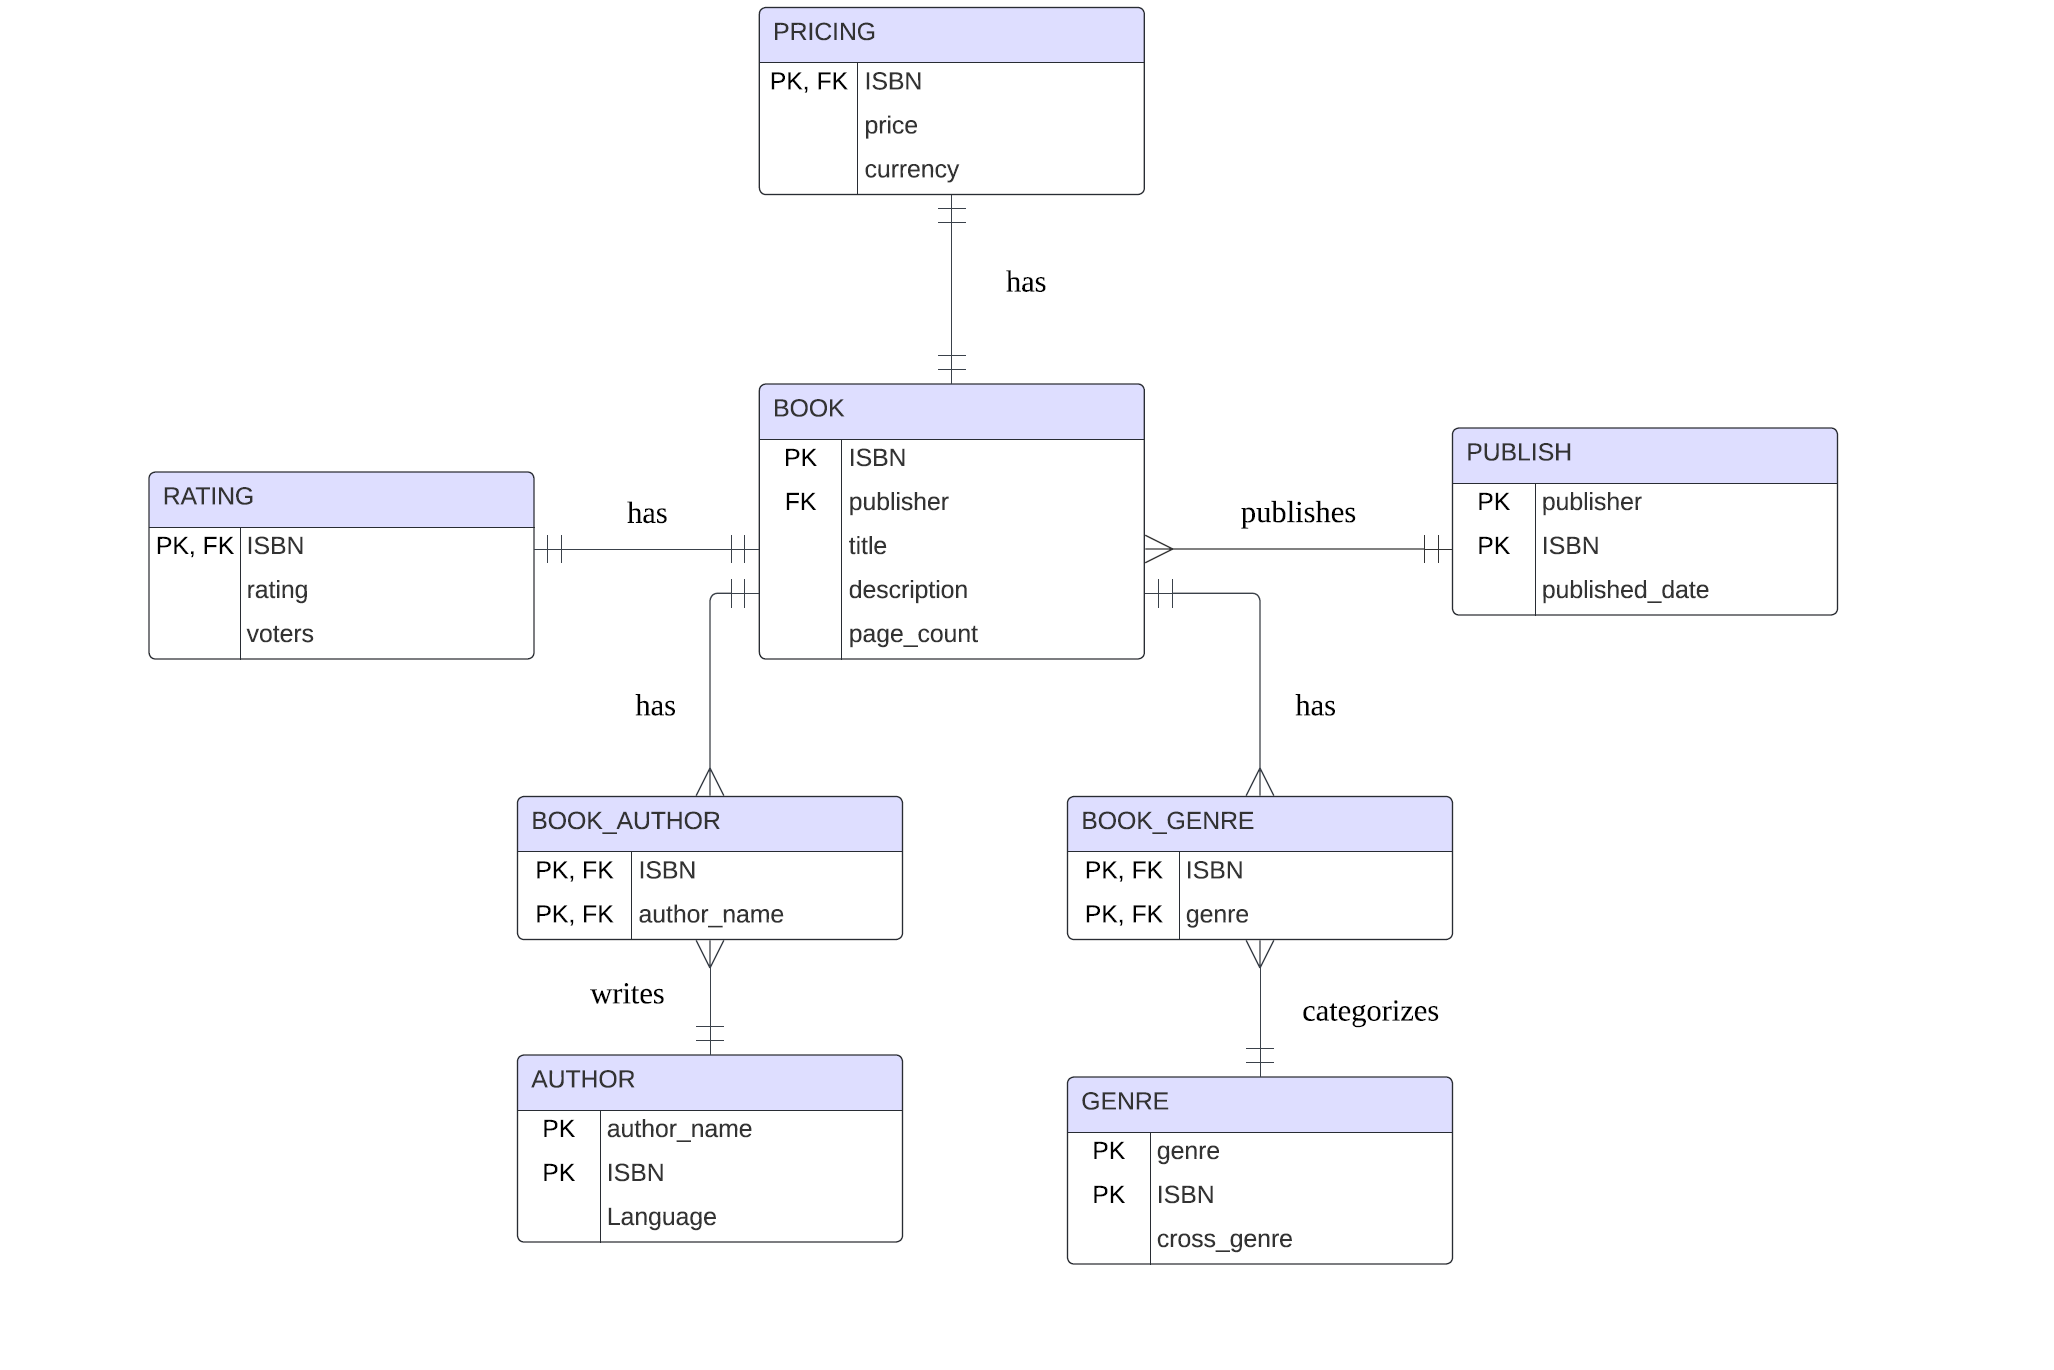 PRICING
PK, FK ISBN
price
currency
has
BOOK
PK ISBN
FK publisher
title
description
page_count
RATING
PK, FK ISBN
rating
voters
has
publishes
PUBLISH
PK publisher
PK ISBN
published_date
has
has
BOOK_AUTHOR
PK, FK ISBN
PK, FK author_name
BOOK_GENRE
PK, FK ISBN
PK, FK genre
writes
categorizes
AUTHOR
PK author_name
PK ISBN
Language
GENRE
PK genre
PK ISBN
cross_genre